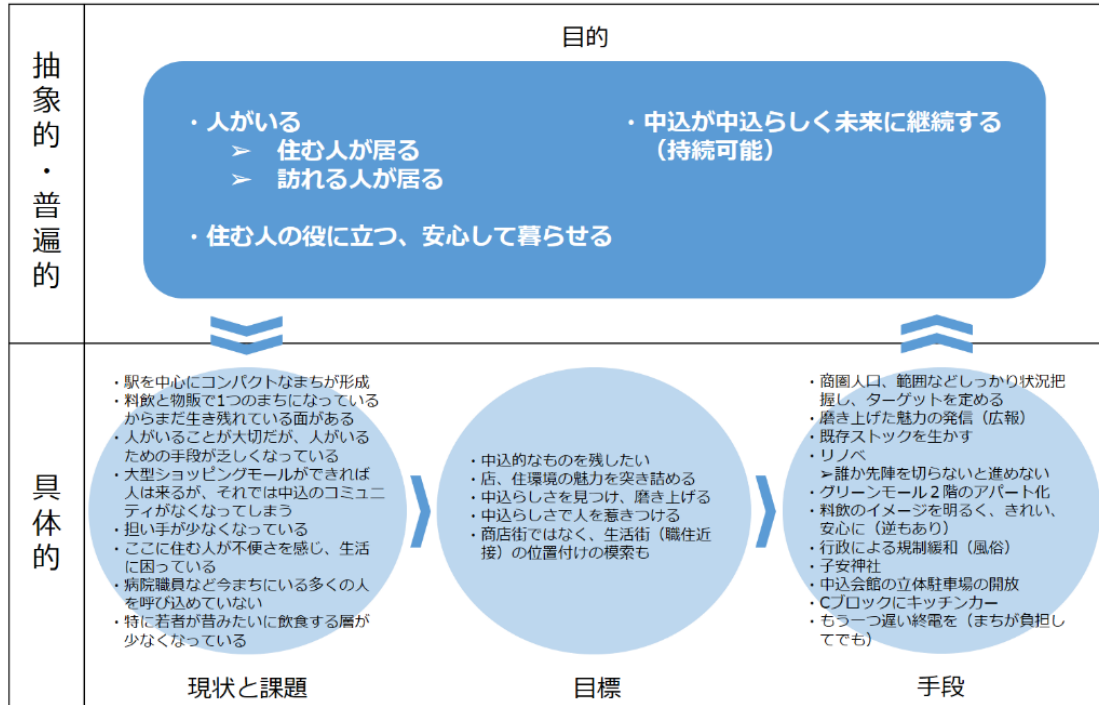 抽象的・普遍的
目的
・人がいる
➢ 住む人が居る
➢ 訪れる人が居る
・住む人の役に立つ、安心して暮らせる
・中込が中込らしく未来に継続する
（持続可能）
具体的
・駅を中心にコンパクトなまちが形成
・料飲と物販で1つのまちになっている
からまだ生き残れている面がある
・人がいることが大切だが、人がいる
ための手段が乏しくなっている
・大型ショッピングモールができれば
人は来るが、それでは中込のコミュニ
ティがなくなってしまう
・担い手が少なくなっている
・ここに住む人が不便さを感じ、生活
に困っている
・病院職員など今まちにいる多くの人
を呼び込めていない
・特に若者が昔みたいに飲食する層が
少なくなっている
現状と課題
・中込的なものを残したい
・店、住環境の魅力を突き詰める
・中込らしさを見つけ、磨き上げる
・中込らしさで人を惹きつける
・商店街ではなく、生活街（職住近
接）の位置付けの模索も
目標
・商圏人口、範囲などしっかり状況把
握し、ターゲットを定める
・磨き上げた魅力の発信（広報）
・既存ストックを生かす
・リノベ
➢誰か先陣を切らないと進めない
・グリーンモール２階のアパート化
・料飲のイメージを明るく、きれい、
安心に（逆もあり）
・行政による規制緩和（風俗）
・子安神社
・中込会館の立体駐車場の開放
・Cブロックにキッチンカー
・もう一つ遅い終電を（まちが負担し
てでも）
手段